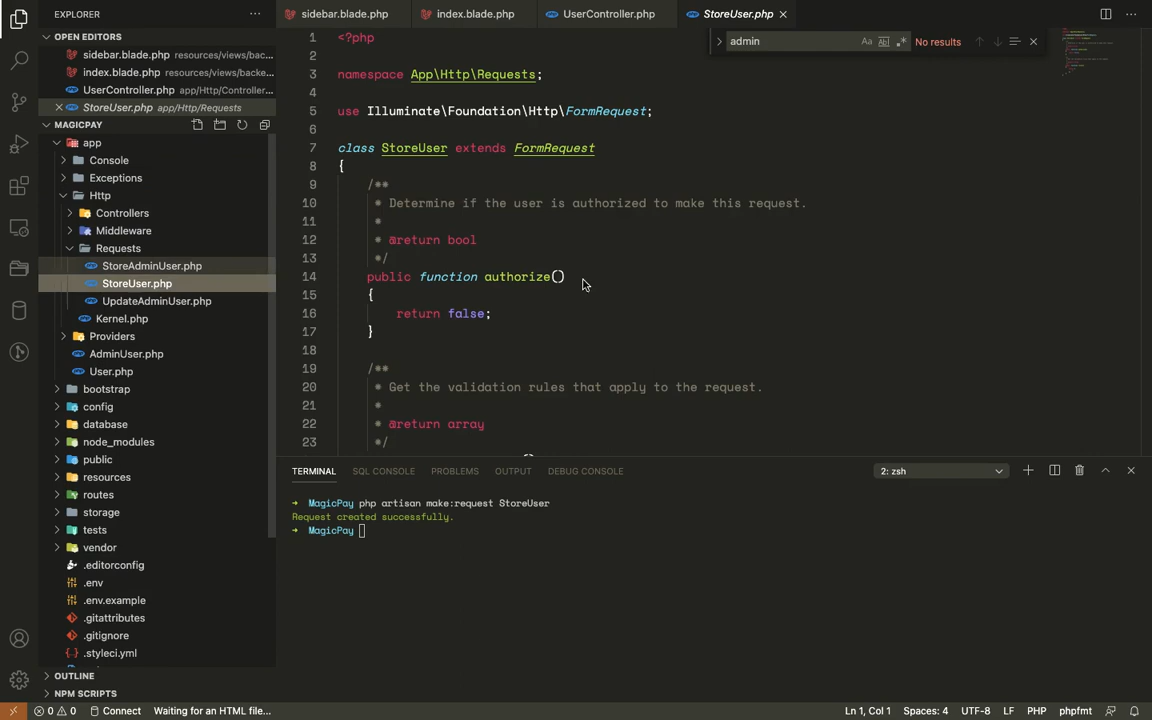 EXPLORER
...
sidebar.blade.php
index.blade.php
UserController.php
StoreUser.php
...
OPEN EDITORS
sidebar.blade.php resources/views/bac...
index.blade.php resources/views/backe...
UserController.php app/Http/Controller...
StoreUser.php app/Http/Requests
MAGICPAY
app
Console
Exceptions
Http
Controllers
Middleware
Requests
StoreAdminUser.php
StoreUser.php
UpdateAdminUser.php
Kernel.php
Providers
AdminUser.php
User.php
bootstrap
config
database
node_modules
public
resources
routes
storage
tests
vendor
.editorconfig
.env
.env.example
.gitattributes
.gitignore
.styleci.yml
OUTLINE
NPM SCRIPTS
admin
Aa
Ab
No results
1 <?php
2
3 namespace App\Http\Requests;
4
5 use Illuminate\Foundation\Http\FormRequest;
6
7 class StoreUser extends FormRequest
8 {
9 /**
10 * Determine if the user is authorized to make this request.
11 *
12 * @return bool
13 */
14 public function authorize()
15 {
16 return false;
17 }
18
19 /**
20 * Get the validation rules that apply to the request.
21 *
22 * @return array
23 */
TERMINAL
SQL CONSOLE
PROBLEMS
OUTPUT
DEBUG CONSOLE
2: zsh
→ MagicPay php artisan make:request StoreUser
Request created successfully.
→ MagicPay
0 0
Connect
Waiting for an HTML file...
Ln 1, Col 1
Spaces: 4
UTF-8
LF
PHP
phpfmt